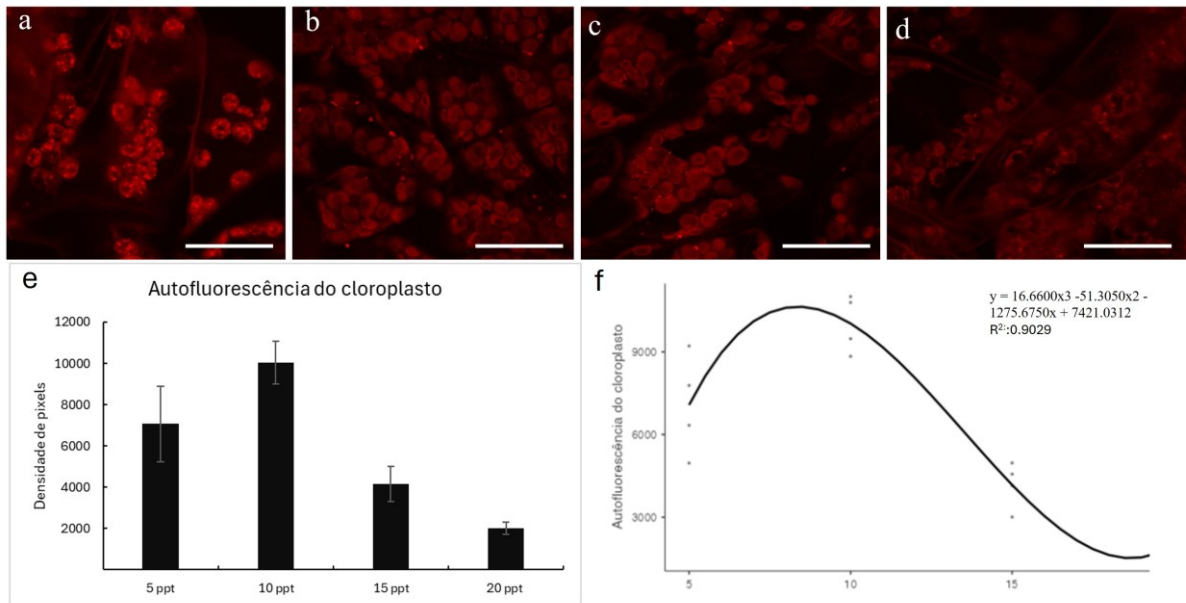 a
b
c
d
e
Autofluorescência do cloroplasto
Densidade de pixels
12000
10000
8000
6000
4000
2000
5 ppt
10 ppt
15 ppt
20 ppt
f
y = 16.6600x3 -51.3050x2 -
1275.6750x + 7421.0312
R²:0.9029
Autofluorescência do cloroplasto
9000
6000
3000
5
10
15